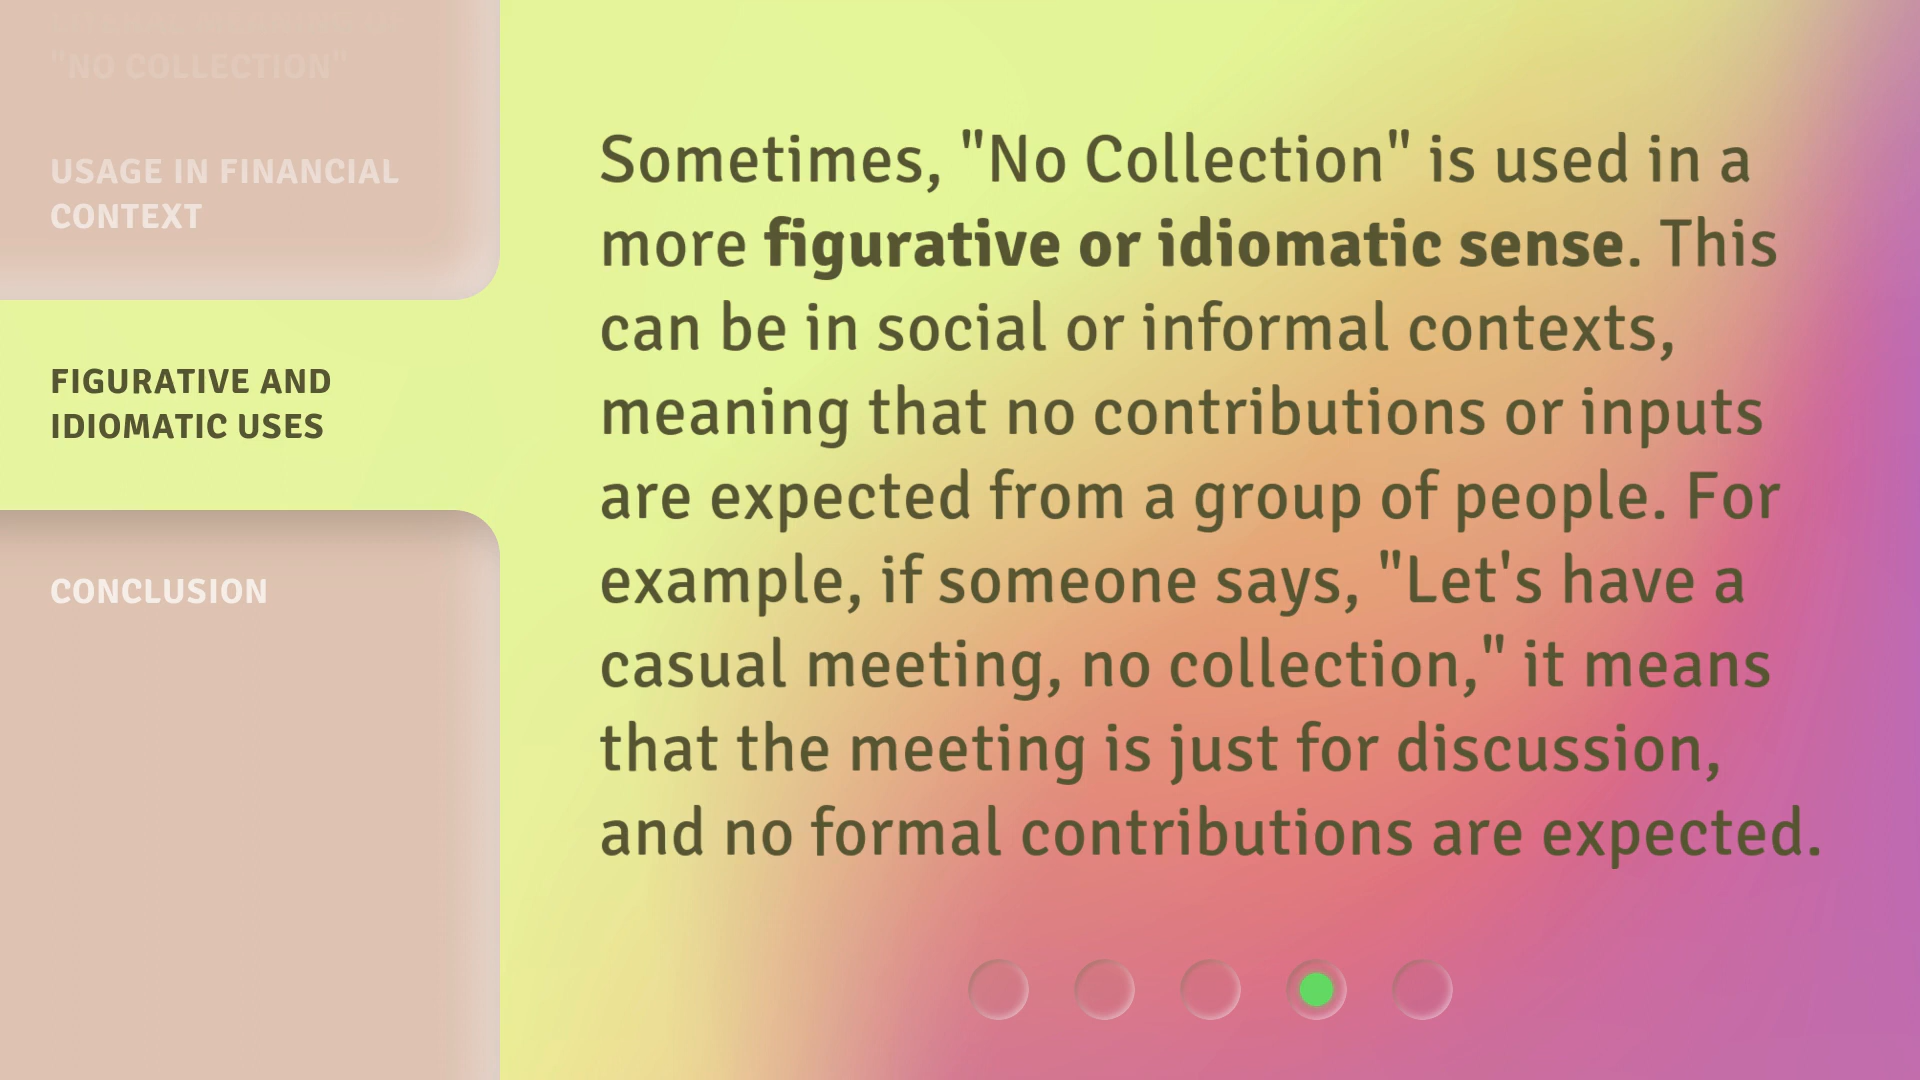 "NO COLLECTION"
USAGE IN FINANCIAL
CONTEXT
FIGURATIVE AND
IDIOMATIC USES
CONCLUSION
Sometimes, "No Collection" is used in a
more figurative or idiomatic sense. This
can be in social or informal contexts,
meaning that no contributions or inputs
are expected from a group of people. For
example, if someone says, "Let's have a
casual meeting, no collection," it means
that the meeting is just for discussion,
and no formal contributions are expected.